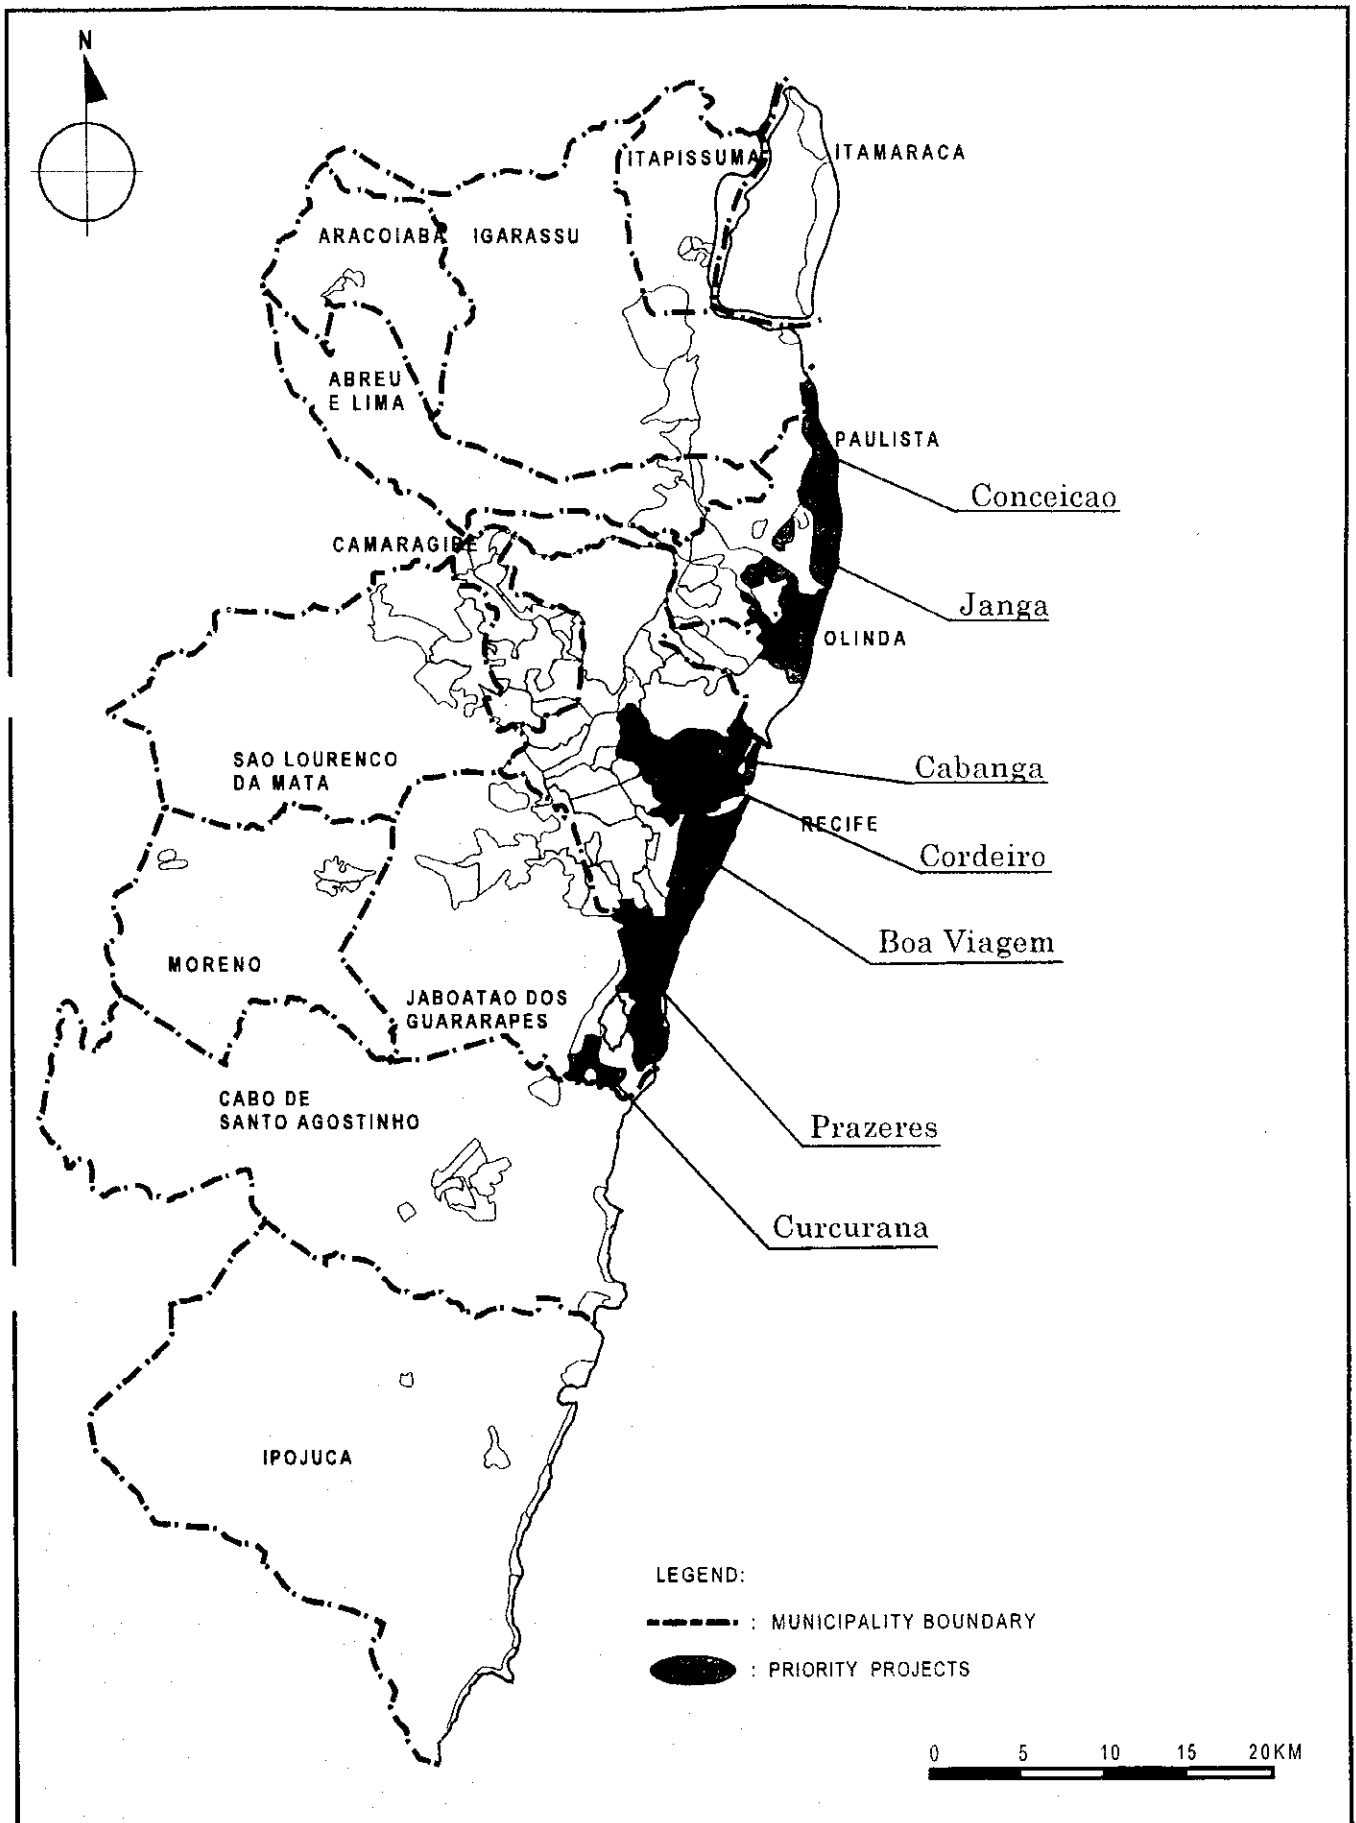 N
ITAPISSUMA
ITAMARACA
ARACOIABA
IGARASSU
ABREU
E LIMA
PAULISTA
Conceicao
CAMARAGIBE
Janga
OLINDA
SAO LOURENCO
DA MATA
Cabanga
RECIFE
Cordeiro
Boa Viagem
MORENO
JABOATAO DOS
GUARARAPES
CABO DE
SANTO AGOSTINHO
Prazeres
Curcurana
IPOJUCA
LEGEND:
: MUNICIPALITY BOUNDARY
: PRIORITY PROJECTS
0 5 10 15 20KM